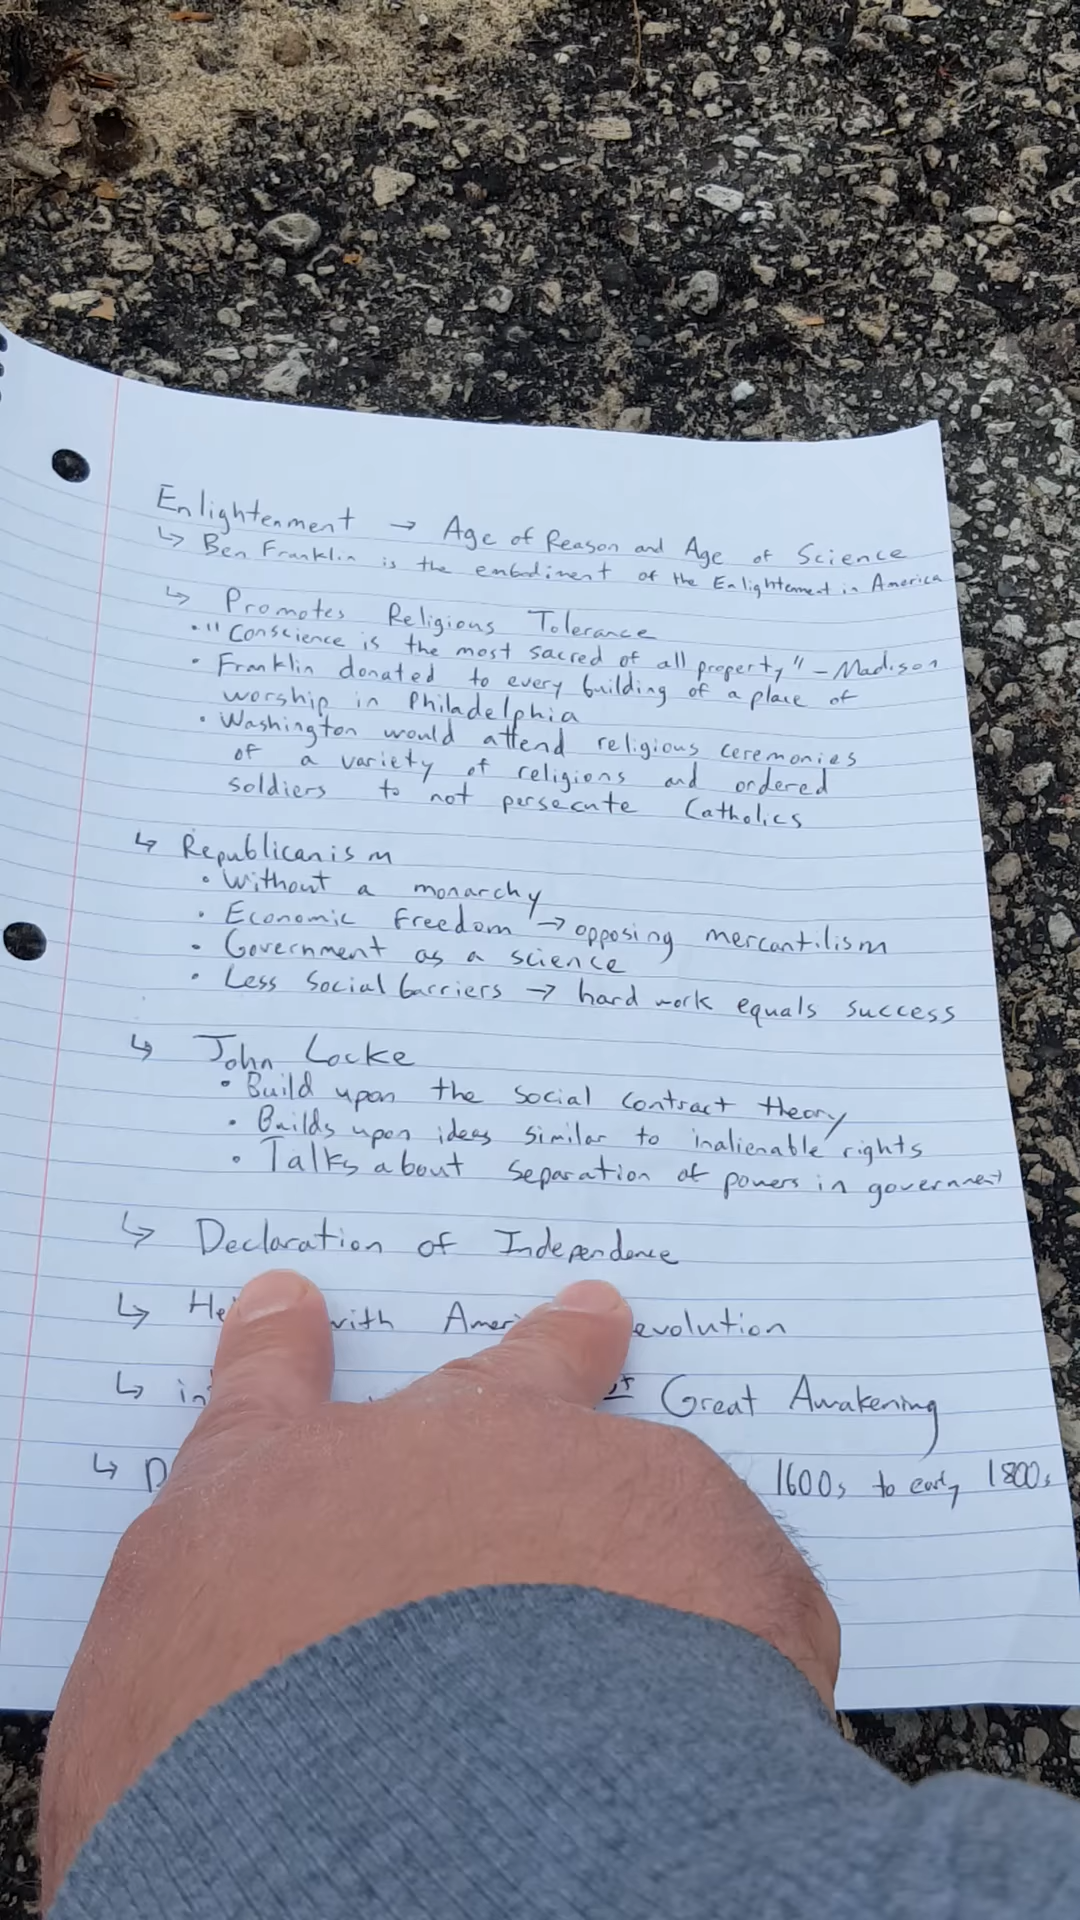 Enlightenment → Age of Reason and Age of Science
↳ Ben Franklin is the embodiment of the Enlightenment in America
↳ Promotes Religious Tolerance
• "Conscience is the most sacred of all property" - Madison
• Franklin donated to every building of a place of
worship in Philadelphia
• Washington would attend religious ceremonies
of a variety of religions and ordered
soldiers to not persecute Catholics
↳ Republicanism
• Without a monarchy
• Economic Freedom → opposing mercantilism
• Government as a science
• Less social barriers → hard work equals success
↳ John Locke
• Build upon the social contract theory
• Builds upon ideas similar to inalienable rights
• Talks about separation of powers in government
↳ Declaration of Independence
↳ with
↳ Great Awakening
↳ 1600s to early 1800s